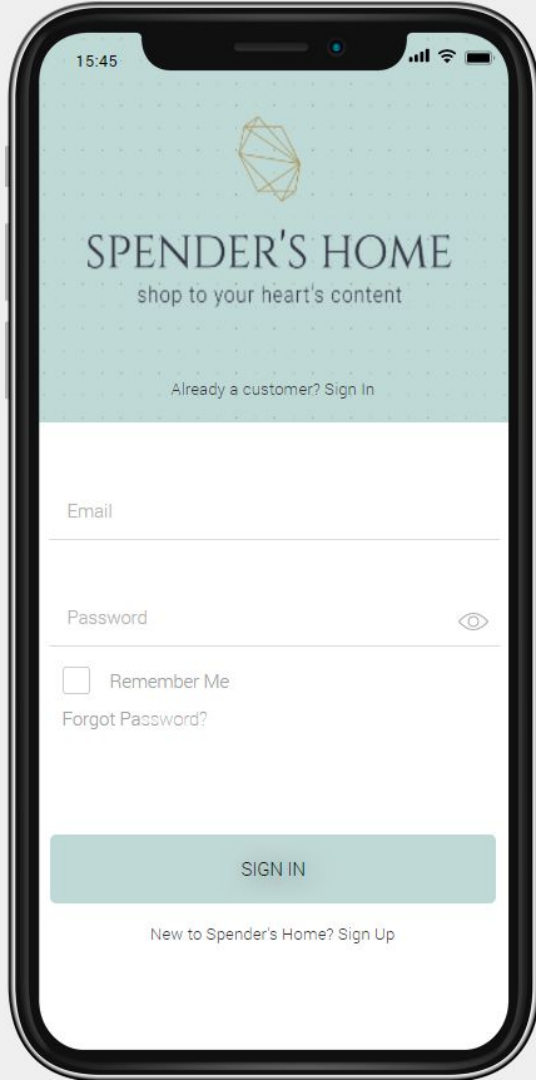 15:45
SPENDER'S HOME
shop to your heart's content
Already a customer? Sign In
Email
Password
Remember Me
Forgot Password?
SIGN IN
New to Spender's Home? Sign Up